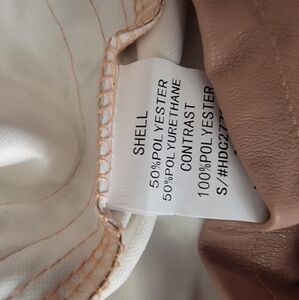 SHELL
50%POLYESTER
50%POLYURETHANE
CONTRAST
100%POLYESTER